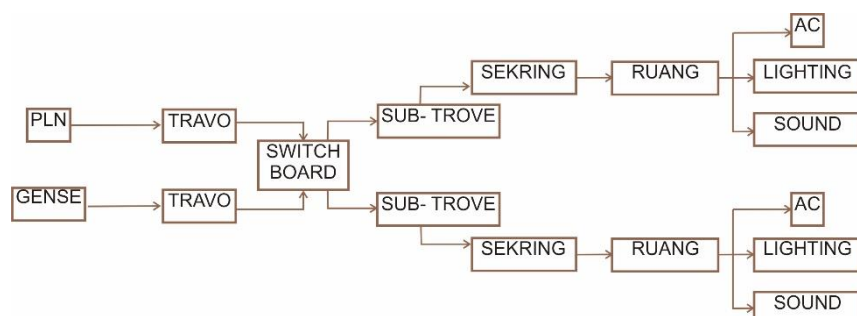 AC
SEKRING
RUANG
LIGHTING
PLN
TRAVO
SUB- TROVE
SOUND
SWITCH
BOARD
GENSE
TRAVO
SUB- TROVE
AC
SEKRING
RUANG
LIGHTING
SOUND